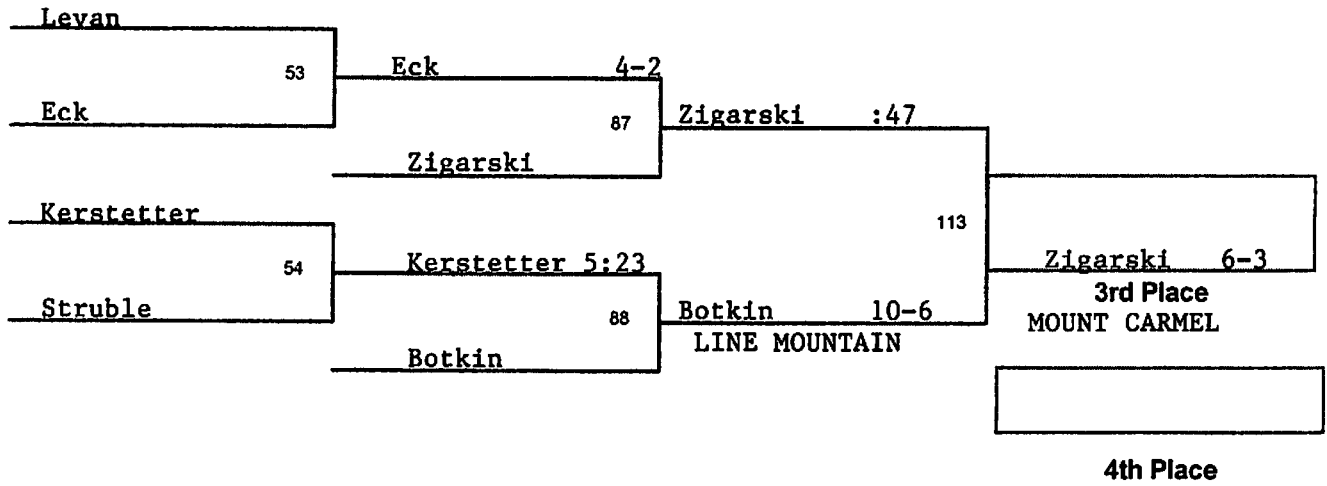 Levan
53
Eck 4-2
Eck
87
Zigarski :47
Zigarski
Kerstetter
113
54
Kerstetter 5:23
Zigarski 6-3
3rd Place
Struble
88
Botkin 10-6
MOUNT CARMEL
LINE MOUNTAIN
Botkin
4th Place